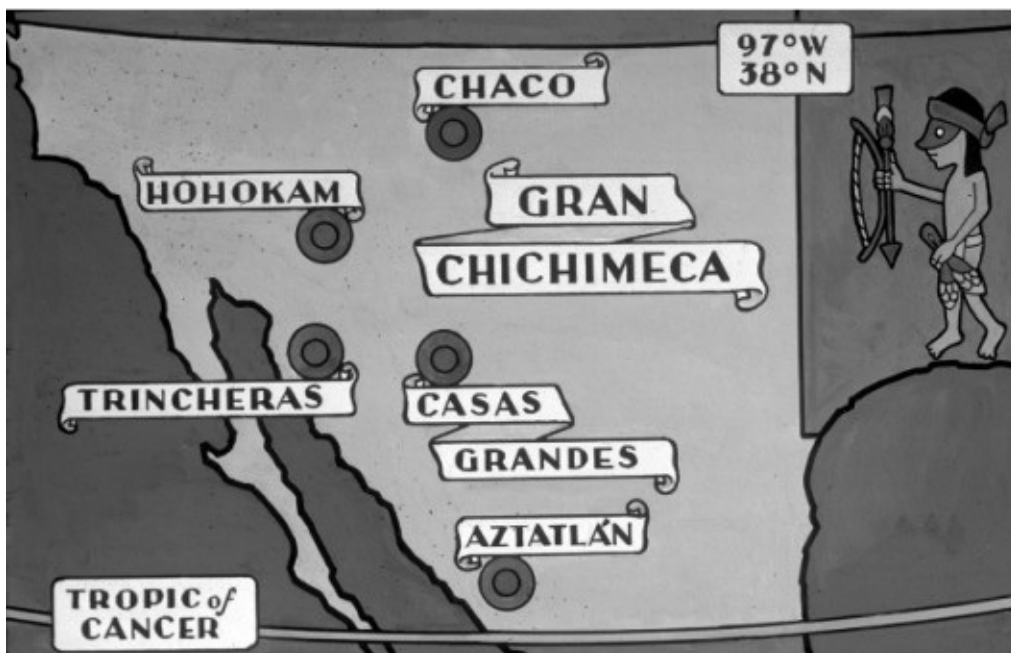 97°W
38°N
CHACO
HOHOKAM
GRAN
CHICHIMECA
TRINCHERAS
CASAS
GRANDES
AZTATLÁN
TROPIC of
CANCER